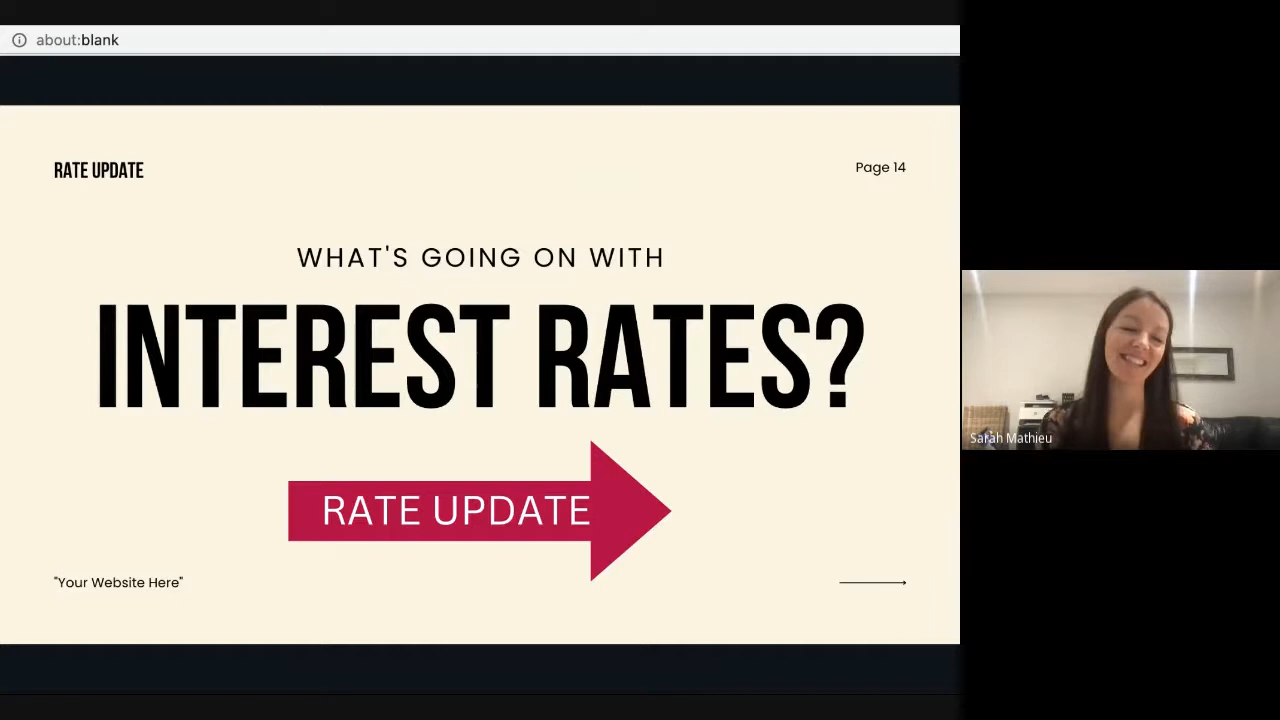 about:blank
RATE UPDATE
Page 14
WHAT'S GOING ON WITH
INTEREST RATES?
RATE UPDATE
"Your Website Here"
Sarah Mathieu